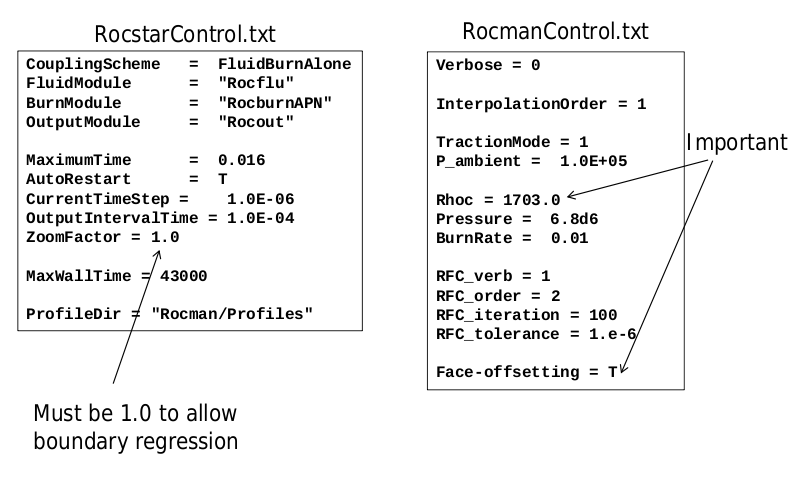 RocstarControl.txt
CouplingScheme = FluidBurnAlone
FluidModule = "Rocflu"
BurnModule = "RocburnAPN"
OutputModule = "Rocout"
MaximumTime = 0.016
AutoRestart = T
CurrentTimeStep = 1.0E-06
OutputIntervalTime = 1.0E-04
ZoomFactor = 1.0
MaxWallTime = 43000
ProfileDir = "Rocman/Profiles"
Must be 1.0 to allow
boundary regression
RocmanControl.txt
Verbose = 0
InterpolationOrder = 1
TractionMode = 1
P_ambient = 1.0E+05
Rhoc = 1703.0
Pressure = 6.8d6
BurnRate = 0.01
RFC_verb = 1
RFC_order = 2
RFC_iteration = 100
RFC_tolerance = 1.e-6
Face-offsetting = T
Important